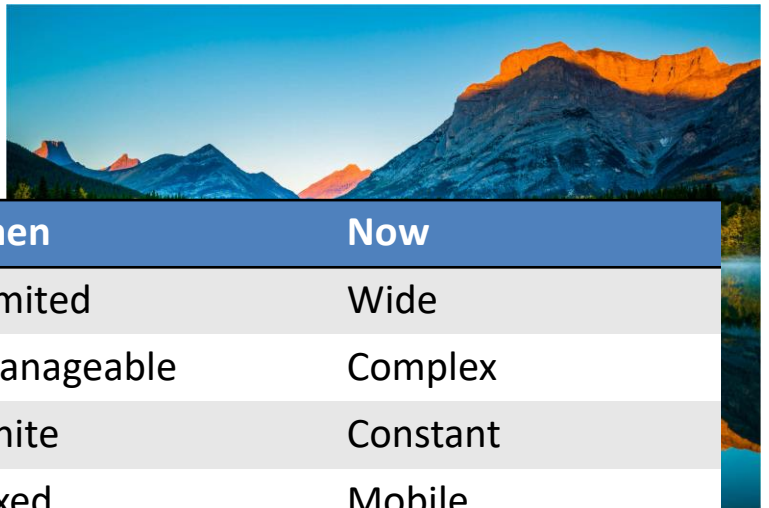 hen Now
mited Wide
anageable Complex
nite Constant
xed Mobile